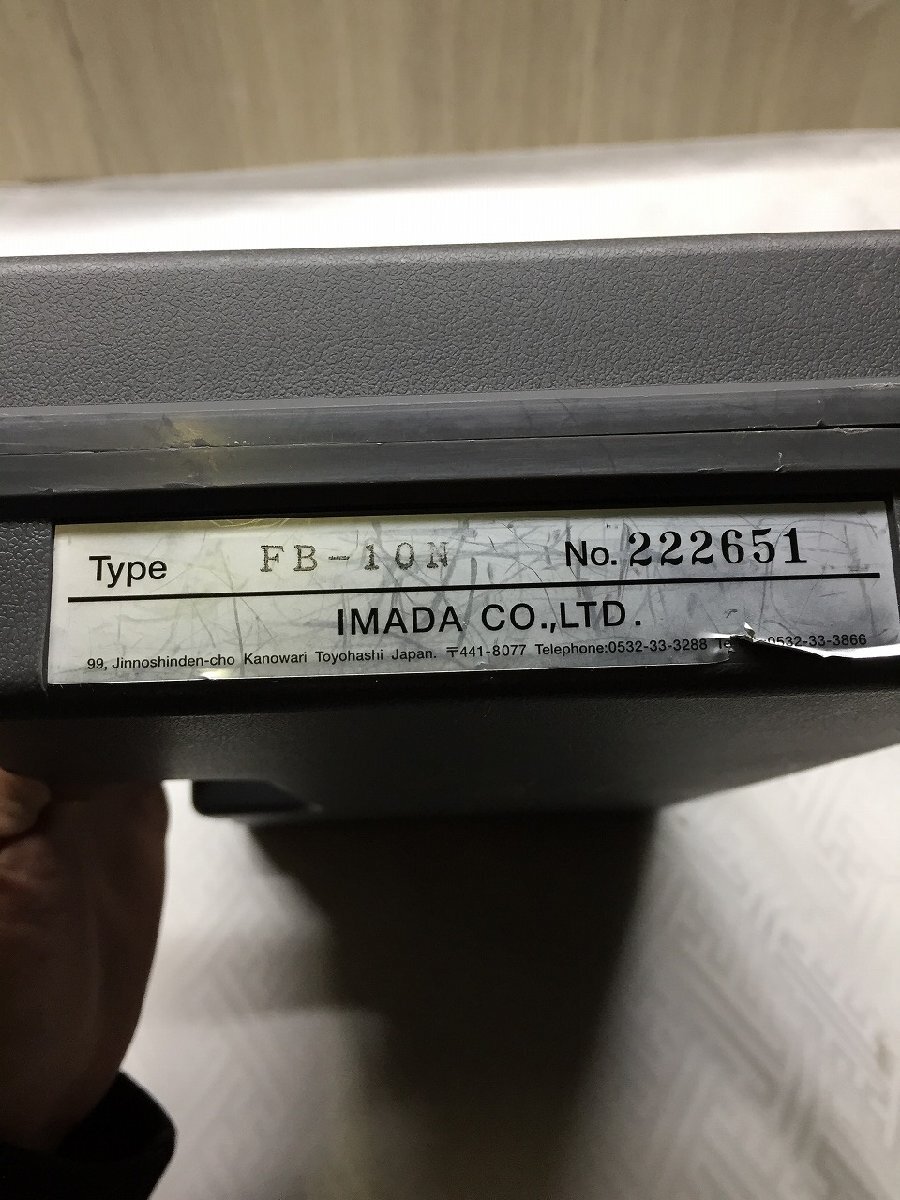 Type FB-10N No. 222651
IMADA CO.,LTD.
99, Jinnoshinden-cho Kanowari Toyohashi Japan. 〒441-8077 Telephone:0532-33-3288 0532-33-3866